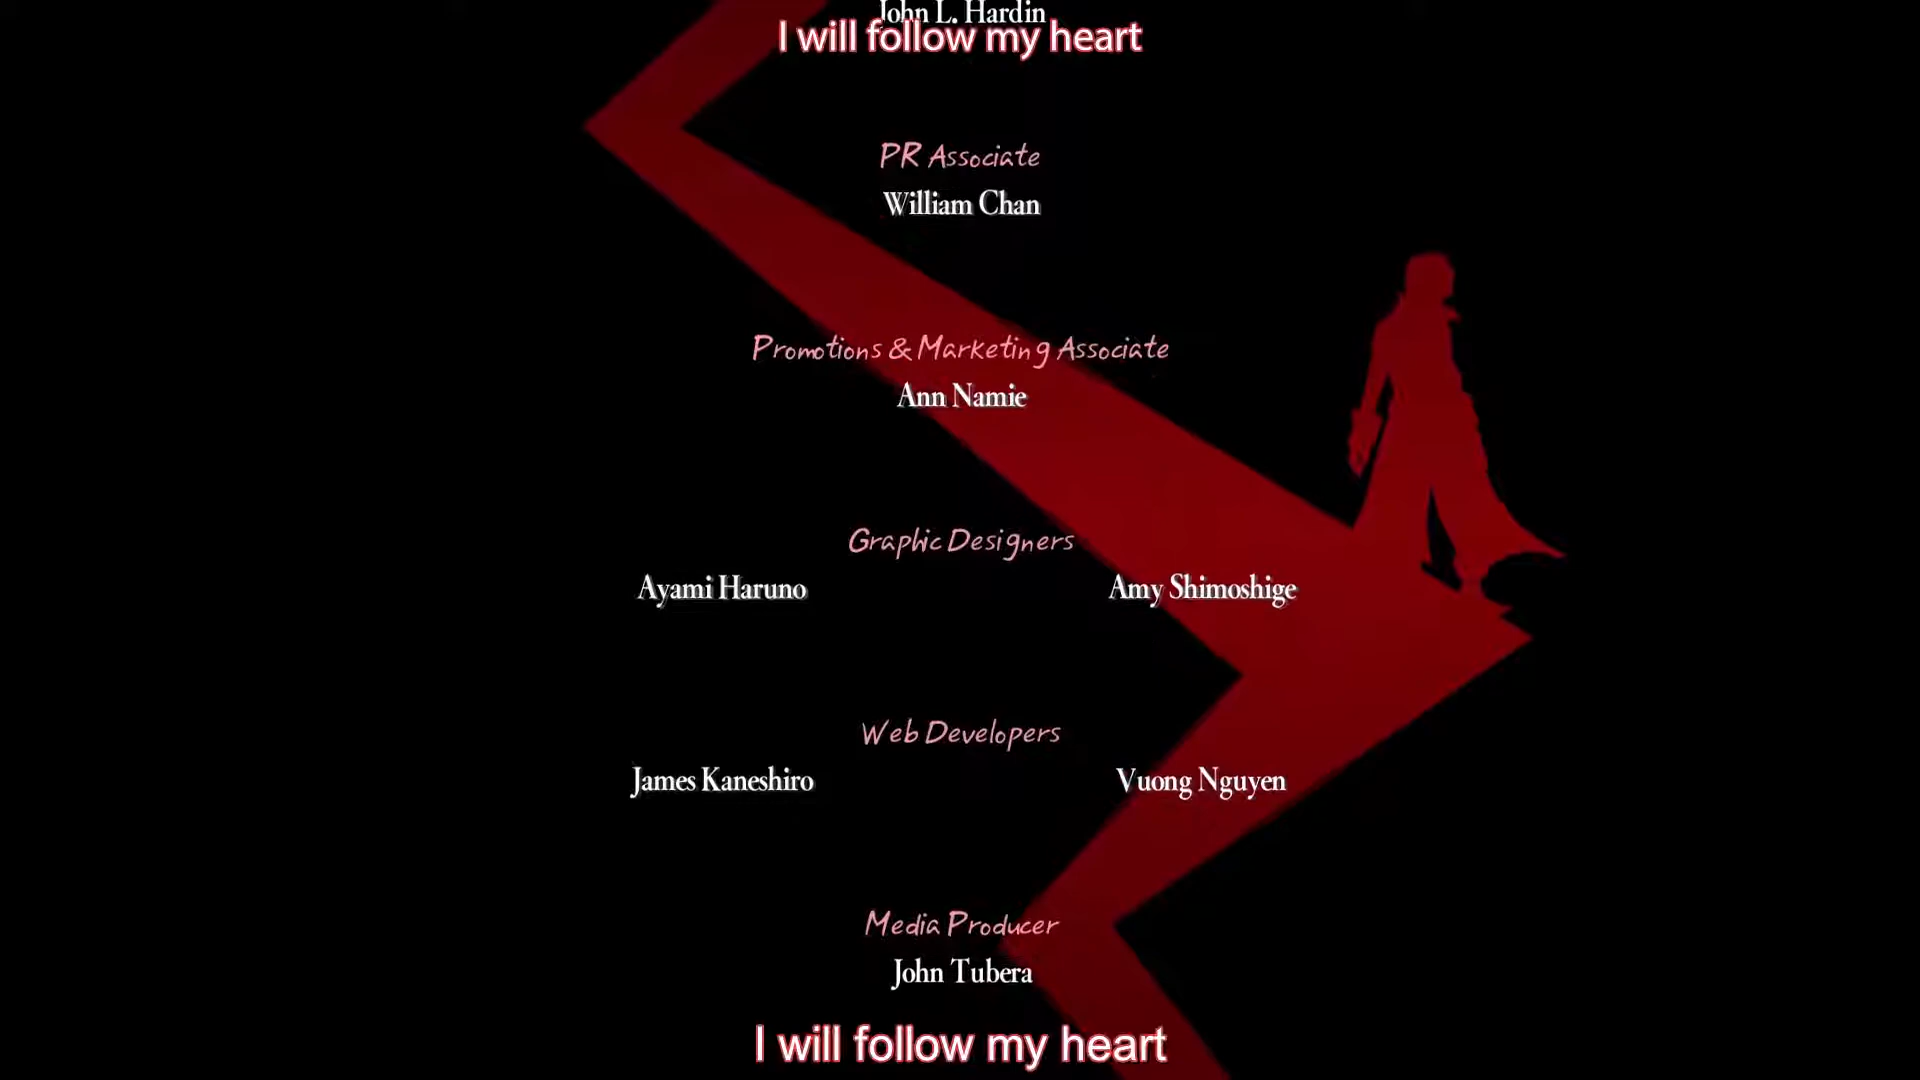 John L. Hardin
I will follow my heart
PR Associate
William Chan
Promotions & Marketing Associate
Ann Namie
Graphic Designers
Ayami Haruno Amy Shimoshige
Web Developers
James Kaneshiro Vuong Nguyen
Media Producer
John Tubera
I will follow my heart